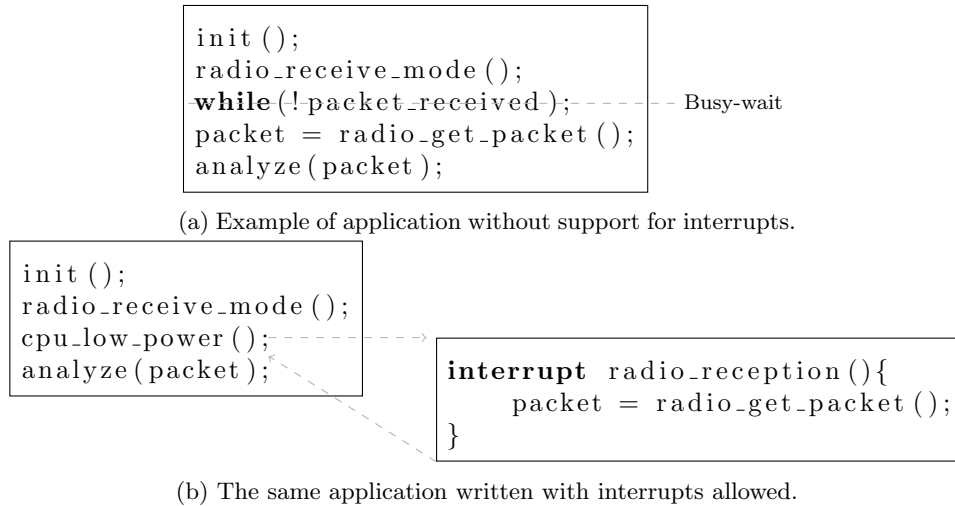 init();
radio_receive_mode();
while(!packet_received); Busy-wait
packet = radio_get_packet();
analyze(packet);
(a) Example of application without support for interrupts.
init();
radio_receive_mode();
cpu_low_power();
analyze(packet);
interrupt radio_reception(){
packet = radio_get_packet();
}
(b) The same application written with interrupts allowed.